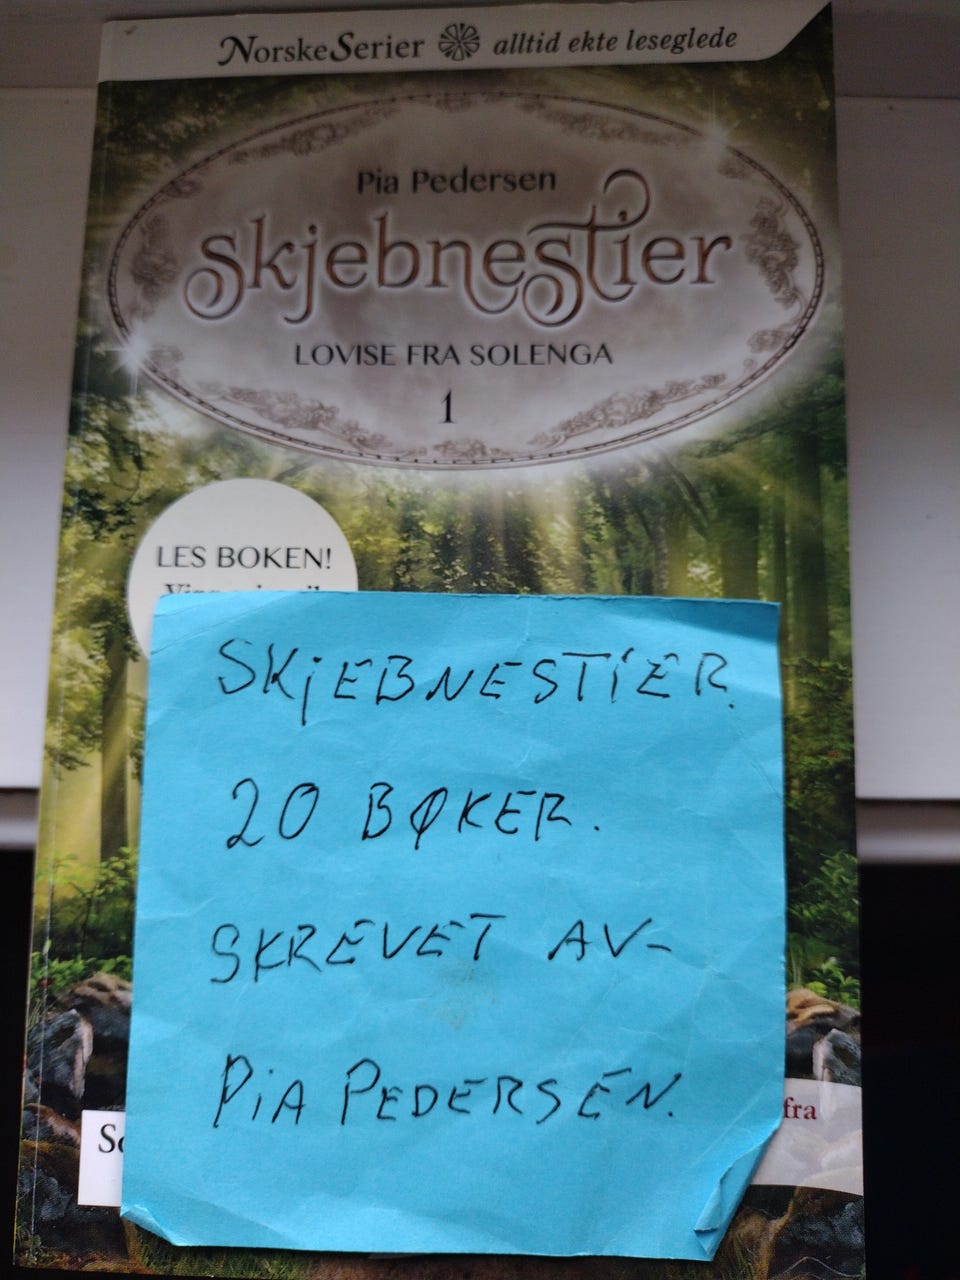 NorskeSerier alltid ekte leseglede
Pia Pedersen
skjebnestier
LOVISE FRA SOLENGA
1
LES BOKEN!
SKjEBNESTiER.
20 BØKER.
SKREVET AV-
PiA PEDERSEN.
fra